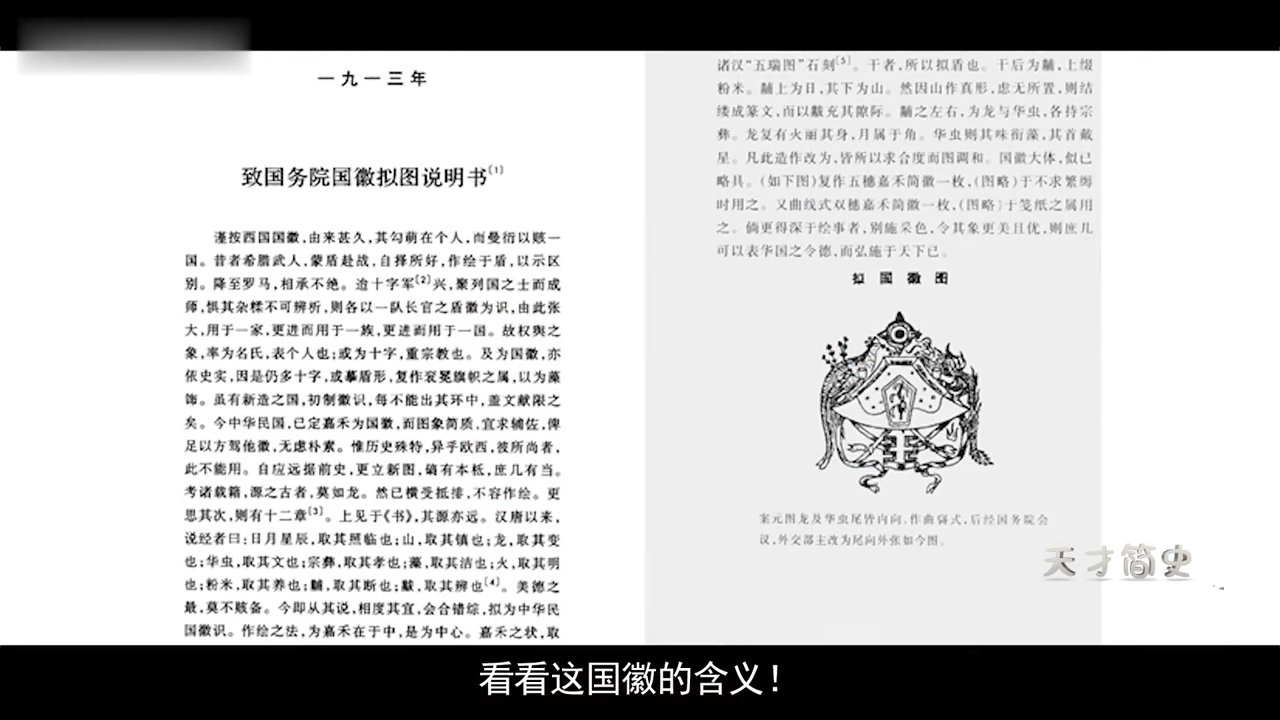 一九一三年
致国务院国徽拟图说明书〔1〕
谨按西国国徽，由来甚久，其勾萌在个人，而曼衍以赅一
国。昔者希腊武人，蒙盾赴战，自择所好，作绘于盾，以示区
别。降至罗马，相承不绝。迨十字军〔2〕兴，聚列国之士而成
师，惧其杂糅不可辨析，则各以一队长官之盾徽为识，由此张
大，用于一家，更进而用于一族，更进而用于一国。故权舆之
象，率为名氏，表个人也；或为十字，重宗教也。及为国徽，亦
依史实，因是仍多十字，或摹盾形，复作衮冕旗帜之属，以为藻
饰。虽有新造之国，初制徽识，每不能出其环中，盖文献限之
矣。今中华民国，已定嘉禾为国徽，而图象简质，宜求辅佐，俾
足以方驾他徽，无虑朴素。惟历史殊特，异乎欧西，彼所尚者，
此不能用。自应远据前史，更立新图，确有本柢，庶几有当。
考诸载籍，源之古者，莫如龙。然已横受抵排，不容作绘。更
思其次，则有十二章〔3〕。上见于《书》，其源亦远。汉唐以来，
说经者曰：日月星辰，取其照临也；山，取其镇也；龙，取其变
也；华虫，取其文也；宗彝，取其孝也；藻，取其洁也；火，取其明
也；粉米，取其养也；黼，取其断也；黻，取其辨也〔4〕。美德之
最，莫不赅备。今即从其说，相度其宜，会合错综，拟为中华民
国徽识。作绘之法，为嘉禾在于中，是为中心。嘉禾之状，取
诸汉“五瑞图”石刻〔5〕。干者，所以拟盾也。干后为黼，上缀
粉米。黼上为日，其下为山。然因山作真形，虑无所置，则结
缕成篆文，而以黻充其隙际。黼之左右，为龙与华虫，各持宗
彝。龙复有火丽其身，月属于角。华虫则其咮衔藻，其首戴
星。凡此造作改为，皆所以求合度而图调和。国徽大体，似已
略具。（如下图）复作五穗嘉禾简徽一枚，（图略）于不求繁缛
时用之。又曲线式双穗嘉禾简徽一枚，（图略）于笺纸之属用
之。倘更得深于绘事者，别施采色，令其象更美且优，则庶几
可以表华国之令德，而弘施于天下已。
拟国徽图
案元图龙及华虫尾皆内向，作曲袅式，后经国务院会
议，外交部主改为尾向外张如今图。
天才简史
看看这国徽的含义！